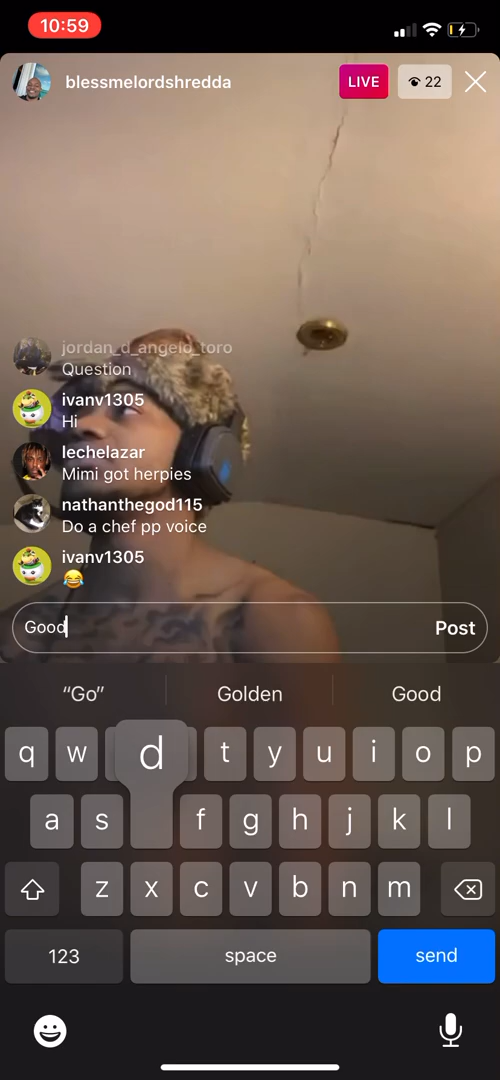 10:59
blessmelordshredda
LIVE
22
jordan_d_angelo_toro
Question
ivanv1305
Hi
lechelazar
Mimi got herpies
nathanthegod115
Do a chef pp voice
ivanv1305
😂
Good
Post
“Go”
Golden
Good
q w d t y u i o p
a s f g h j k l
z x c v b n m
123
space
send